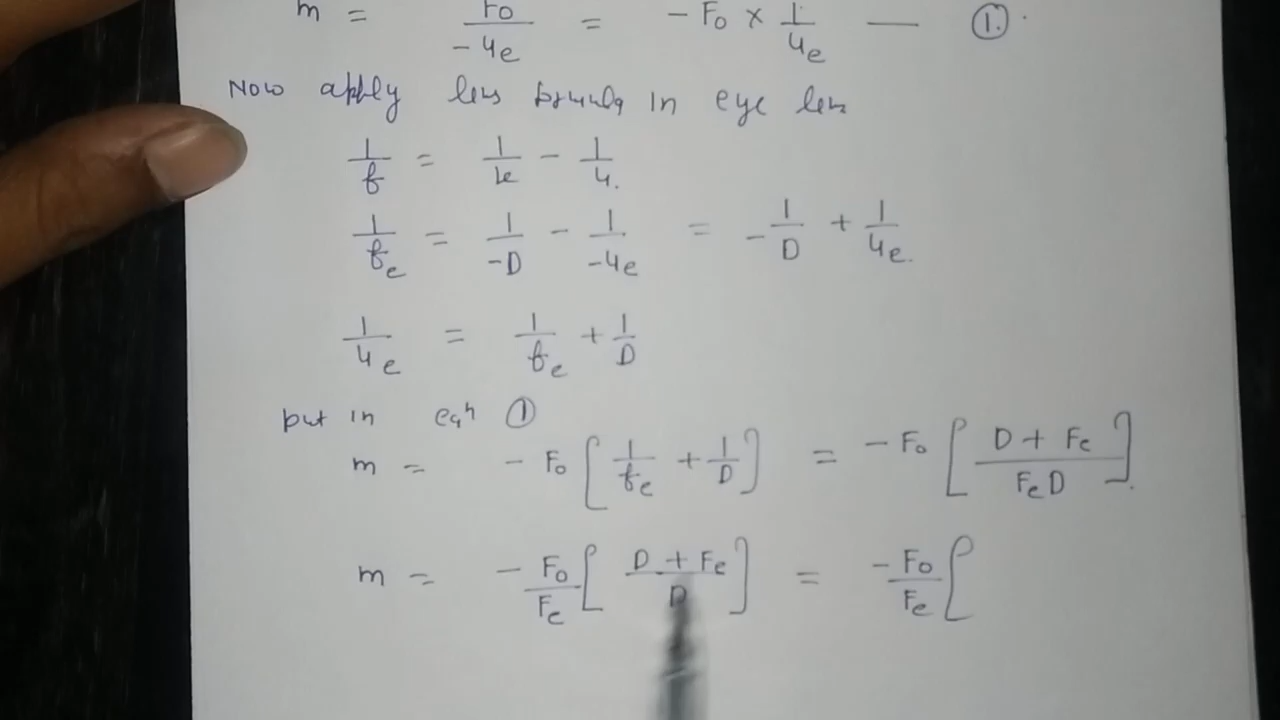 m = Fo/-ue = - Fo x 1/ue — ①.
Now apply lens formula in eye lens
1/f = 1/v - 1/u.
1/fe = 1/-D - 1/-ue = -1/D + 1/ue.
1/ue = 1/fe + 1/D
put in eqn ①
m = - Fo [1/fe + 1/D] = - Fo [D + Fe/FeD].
m = - Fo/Fe [D + Fe/D] = - Fo/Fe [